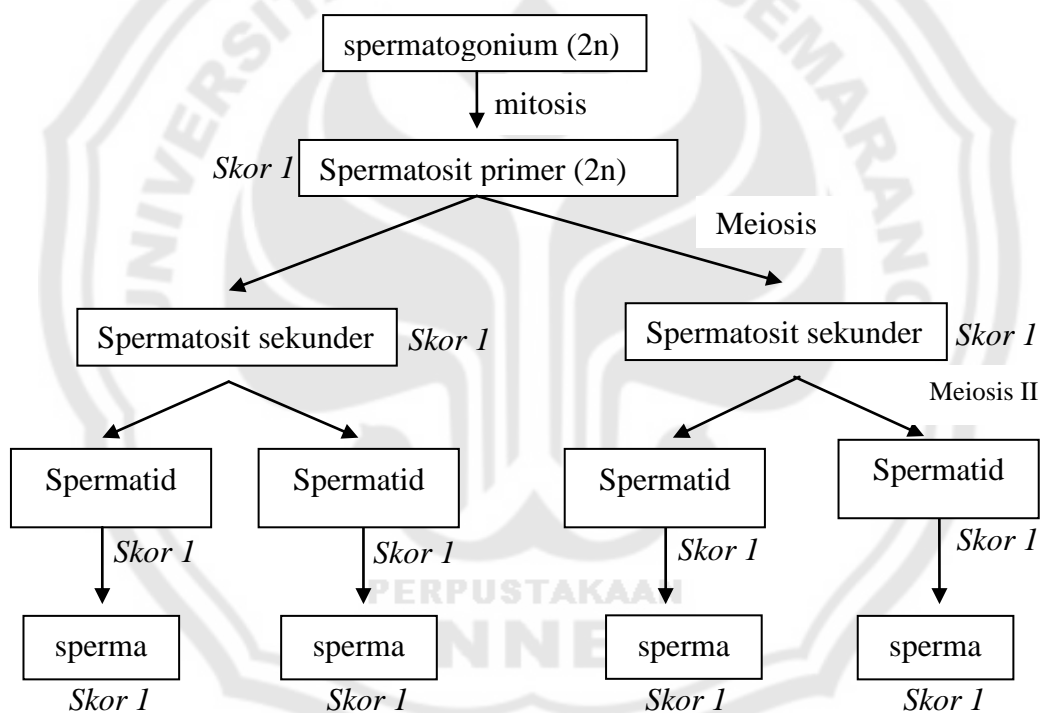 spermatogonium (2n)
mitosis
Skor 1 Spermatosit primer (2n)
Meiosis
Spermatosit sekunder Skor 1 Spermatosit sekunder Skor 1
Meiosis II
Spermatid Spermatid Spermatid Spermatid
Skor 1 Skor 1 Skor 1 Skor 1
PERPUSTAKAAN
sperma sperma sperma sperma
Skor 1 Skor 1 Skor 1 Skor 1